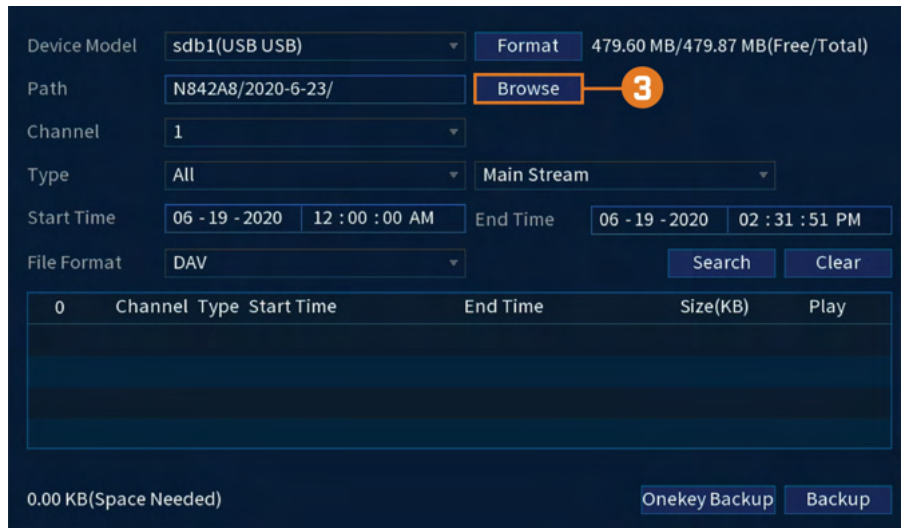 Device Model sdb1(USB USB) Format 479.60 MB/479.87 MB(Free/Total)
Path N842A8/2020-6-23/ Browse 3
Channel 1
Type All Main Stream
Start Time 06 - 19 - 2020 12 : 00 : 00 AM End Time 06 - 19 - 2020 02 : 31 : 51 PM
File Format DAV Search Clear
0 Channel Type Start Time End Time Size(KB) Play
0.00 KB(Space Needed) Onekey Backup Backup